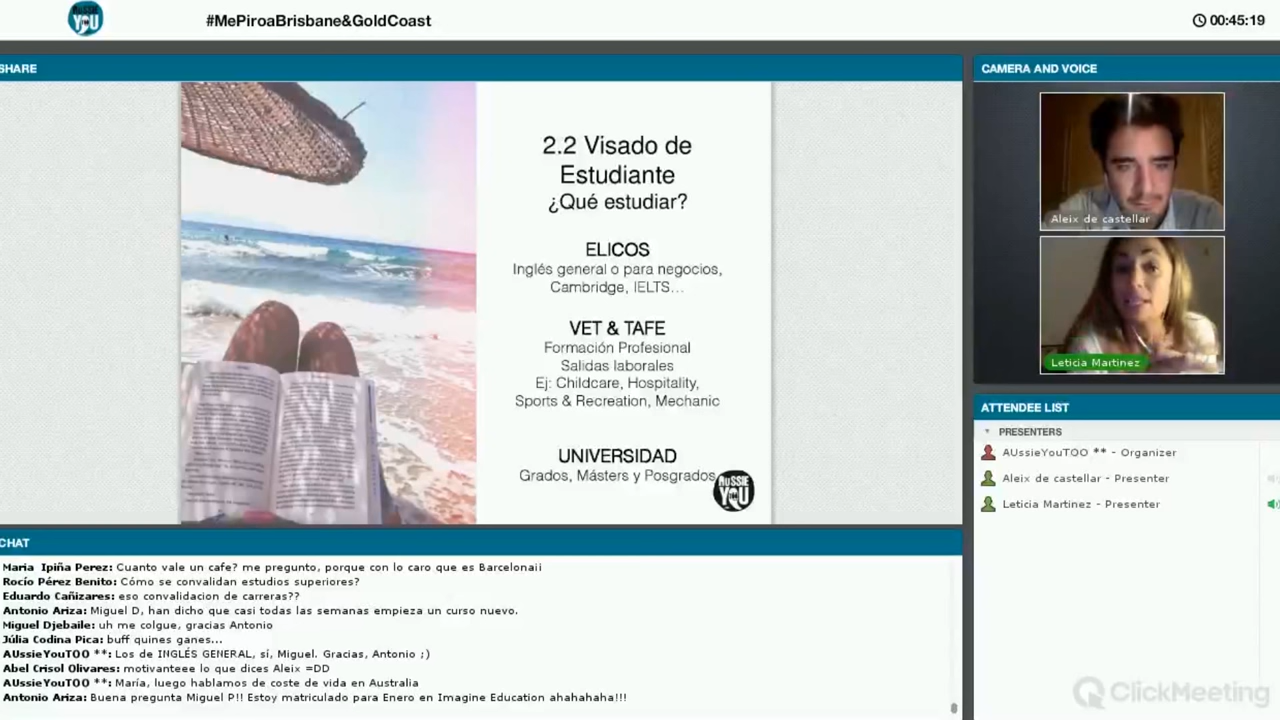 AUSSIE
YOU
TOO
#MePiroaBrisbane&GoldCoast
00:45:19
SHARE
2.2 Visado de
Estudiante
¿Qué estudiar?
ELICOS
Inglés general o para negocios,
Cambridge, IELTS…
VET & TAFE
Formación Profesional
Salidas laborales
Ej: Childcare, Hospitality,
Sports & Recreation, Mechanic
UNIVERSIDAD
Grados, Másters y Posgrados
AUSSIE
YOU
CAMERA AND VOICE
Aleix de castellar
Leticia Martinez
ATTENDEE LIST
PRESENTERS
AUssieYouTOO ** - Organizer
Aleix de castellar - Presenter
Leticia Martinez - Presenter
CHAT
Maria Ipiña Perez: Cuanto vale un cafe? me pregunto, porque con lo caro que es Barcelonaii
Rocío Pérez Benito: Cómo se convalidan estudios superiores?
Eduardo Cañizares: eso convalidacion de carreras??
Antonio Ariza: Miguel D, han dicho que casi todas las semanas empieza un curso nuevo.
Miguel Djebaile: uh me colgue, gracias Antonio
Júlia Codina Pica: buff quines ganes...
AUssieYouTOO **: Los de INGLÉS GENERAL, sí, Miguel. Gracias, Antonio ;)
Abel Crisol Olivares: motivanteee lo que dices Aleix =DD
AUssieYouTOO **: María, luego hablamos de coste de vida en Australia
Antonio Ariza: Buena pregunta Miguel P!! Estoy matriculado para Enero en Imagine Education ahahahaha!!!
ClickMeeting